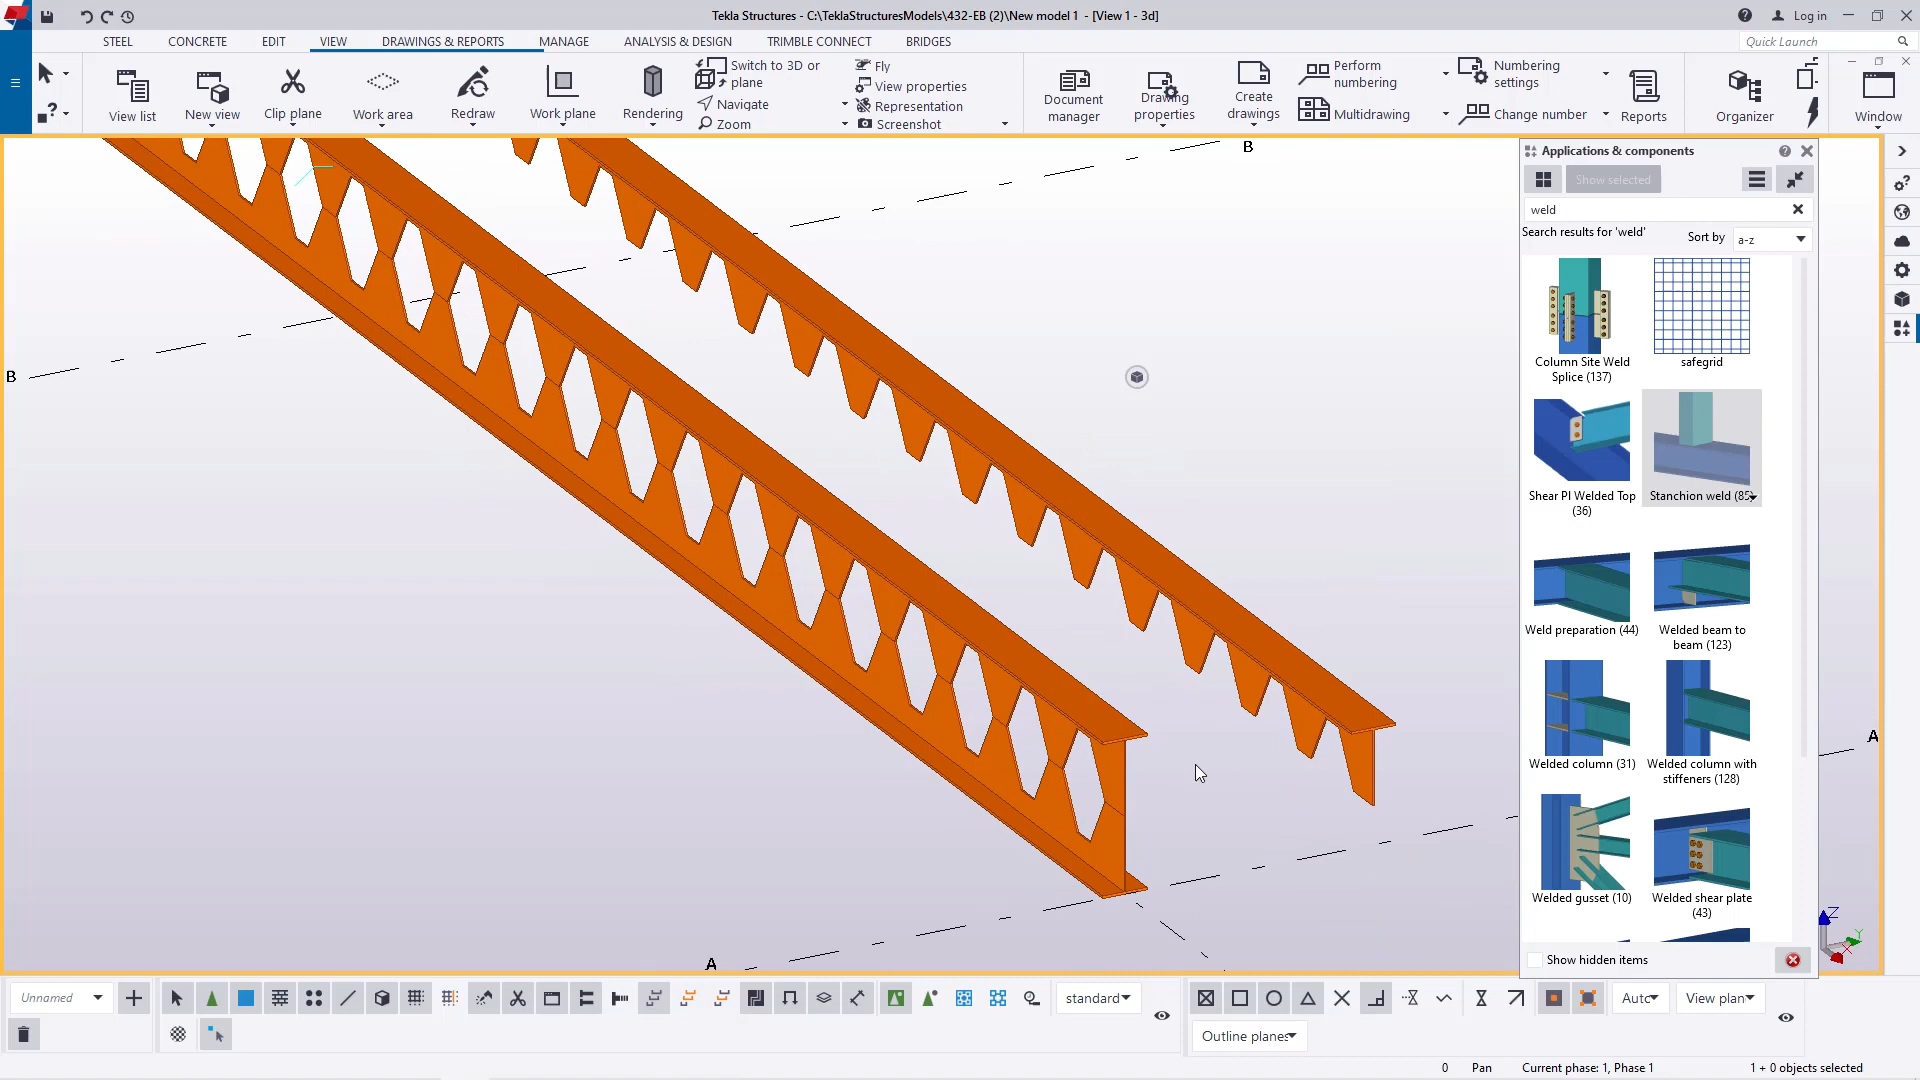 Tekla Structures - C:\TeklaStructuresModels\432-EB (2)\New model 1 - [View 1 - 3d]
Log in
STEEL
CONCRETE
EDIT
VIEW
DRAWINGS & REPORTS
MANAGE
ANALYSIS & DESIGN
TRIMBLE CONNECT
BRIDGES
Quick Launch
View list
New view
Clip plane
Work area
Redraw
Work plane
Rendering
Switch to 3D or
plane
Navigate
Zoom
Fly
View properties
Representation
Screenshot
Document
manager
Drawing
properties
Create
drawings
Perform
numbering
Multidrawing
Numbering
settings
Change number
Reports
Organizer
Window
B
B
A
A
Applications & components
Show selected
weld
Search results for 'weld'
Sort by
a-z
Column Site Weld
Splice (137)
safegrid
Shear Pl Welded Top
(36)
Stanchion weld (85
Weld preparation (44)
Welded beam to
beam (123)
Welded column (31)
Welded column with
stiffeners (128)
Welded gusset (10)
Welded shear plate
(43)
Show hidden items
Z
Y
X
Unnamed
standard
Auto
View plan
Outline planes
0
Pan
Current phase: 1, Phase 1
1 + 0 objects selected